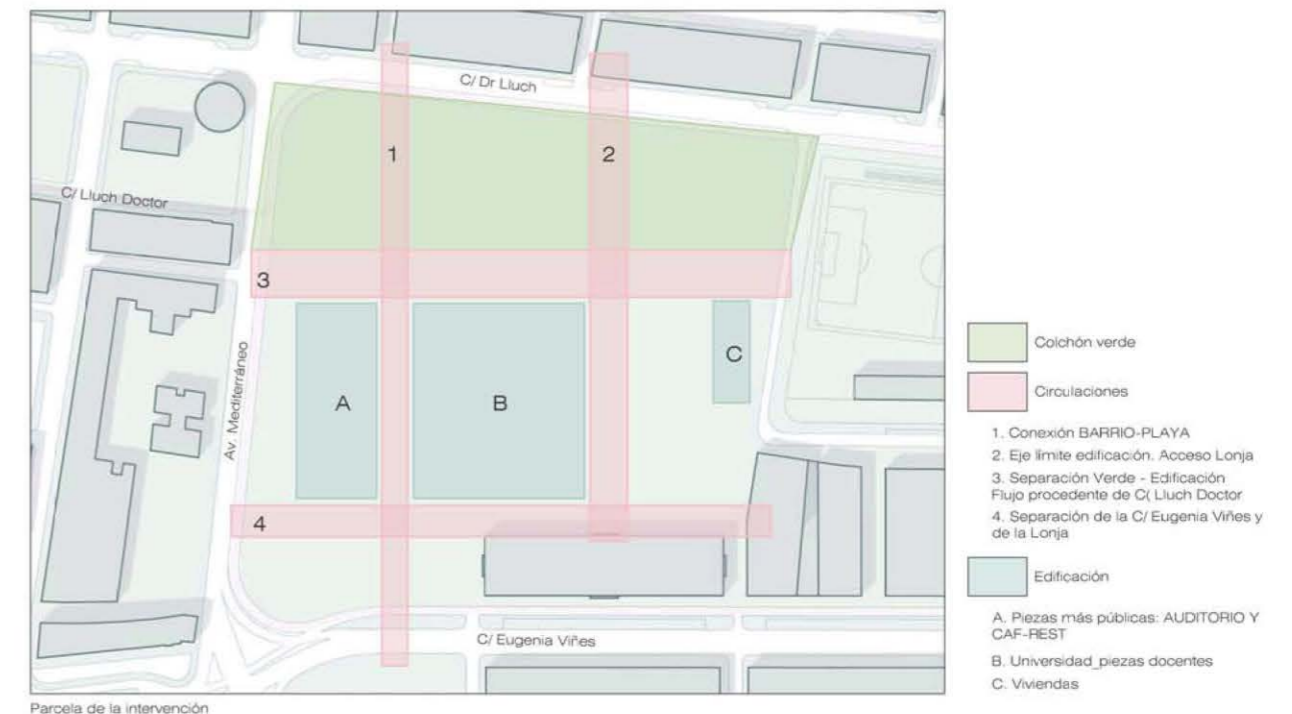 C/ Dr Lluch
1
2
C/ Lluch Doctor
3
Av. Mediterráneo
A
B
C
4
C/ Eugenia Viñes
Colchón verde
Circulaciones
1. Conexión BARRIO-PLAYA
2. Eje límite edificación. Acceso Lonja
3. Separación Verde - Edificación
Flujo procedente de C( Lluch Doctor
4. Separación de la C/ Eugenia Viñes y
de la Lonja
Edificación
A. Piezas más públicas: AUDITORIO Y
CAF-REST
B. Universidad_piezas docentes
C. Viviendas
Parcela de la intervención